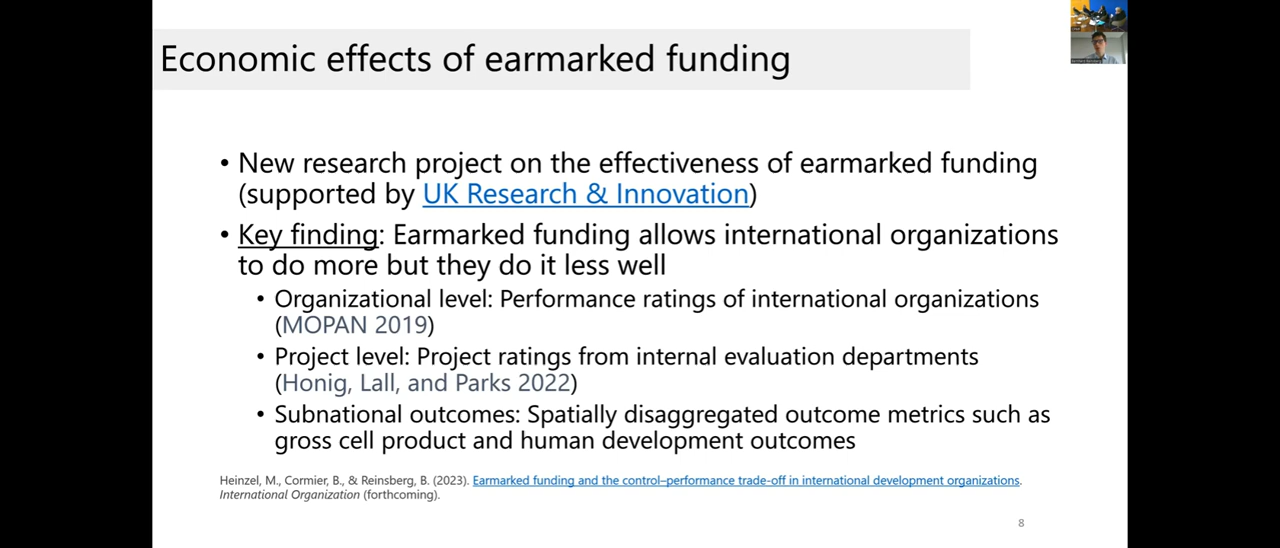 Economic effects of earmarked funding
• New research project on the effectiveness of earmarked funding
(supported by UK Research & Innovation)
• Key finding: Earmarked funding allows international organizations
to do more but they do it less well
• Organizational level: Performance ratings of international organizations
(MOPAN 2019)
• Project level: Project ratings from internal evaluation departments
(Honig, Lall, and Parks 2022)
• Subnational outcomes: Spatially disaggregated outcome metrics such as
gross cell product and human development outcomes
Heinzel, M., Cormier, B., & Reinsberg, B. (2023). Earmarked funding and the control–performance trade-off in international development organizations.
International Organization (forthcoming).
8